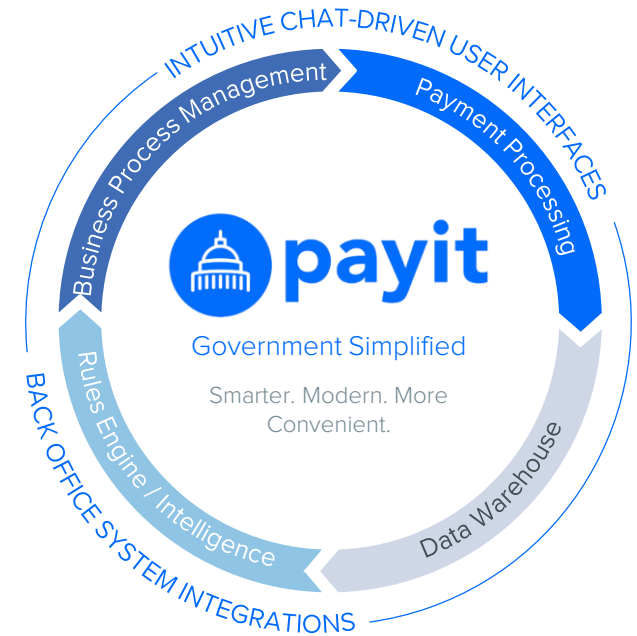 INTUITIVE CHAT-DRIVEN USER INTERFACES
Business Process Management
Payment Processing
payit
Government Simplified
Smarter. Modern. More
Convenient.
Rules Engine / Intelligence
Data Warehouse
BACK OFFICE SYSTEM INTEGRATIONS